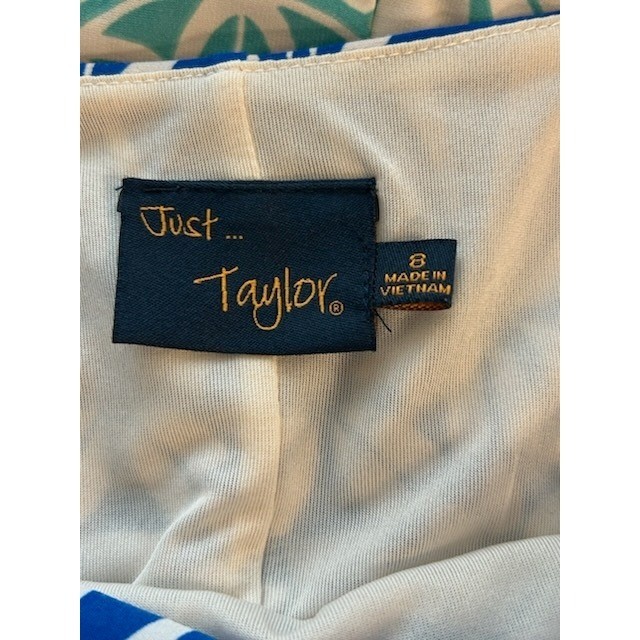 Just ...
Taylor®
8
MADE IN
VIETNAM